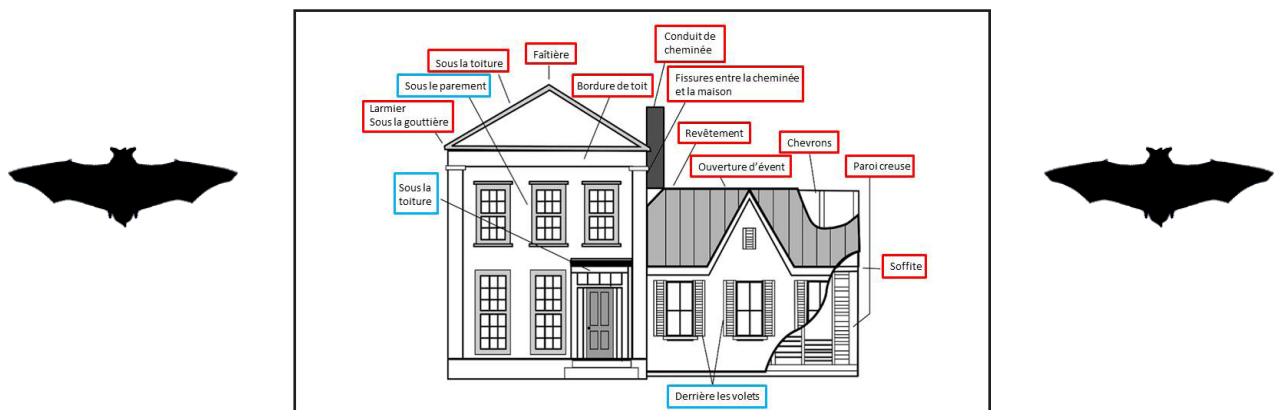 Conduit de
cheminée
Faîtière
Sous la toiture
Sous le parement
Bordure de toit
Fissures entre la cheminée
et la maison
Larmier
Sous la gouttière
Revêtement
Chevrons
Ouverture d'évent
Paroi creuse
Sous la
toiture
Soffite
Derrière les volets